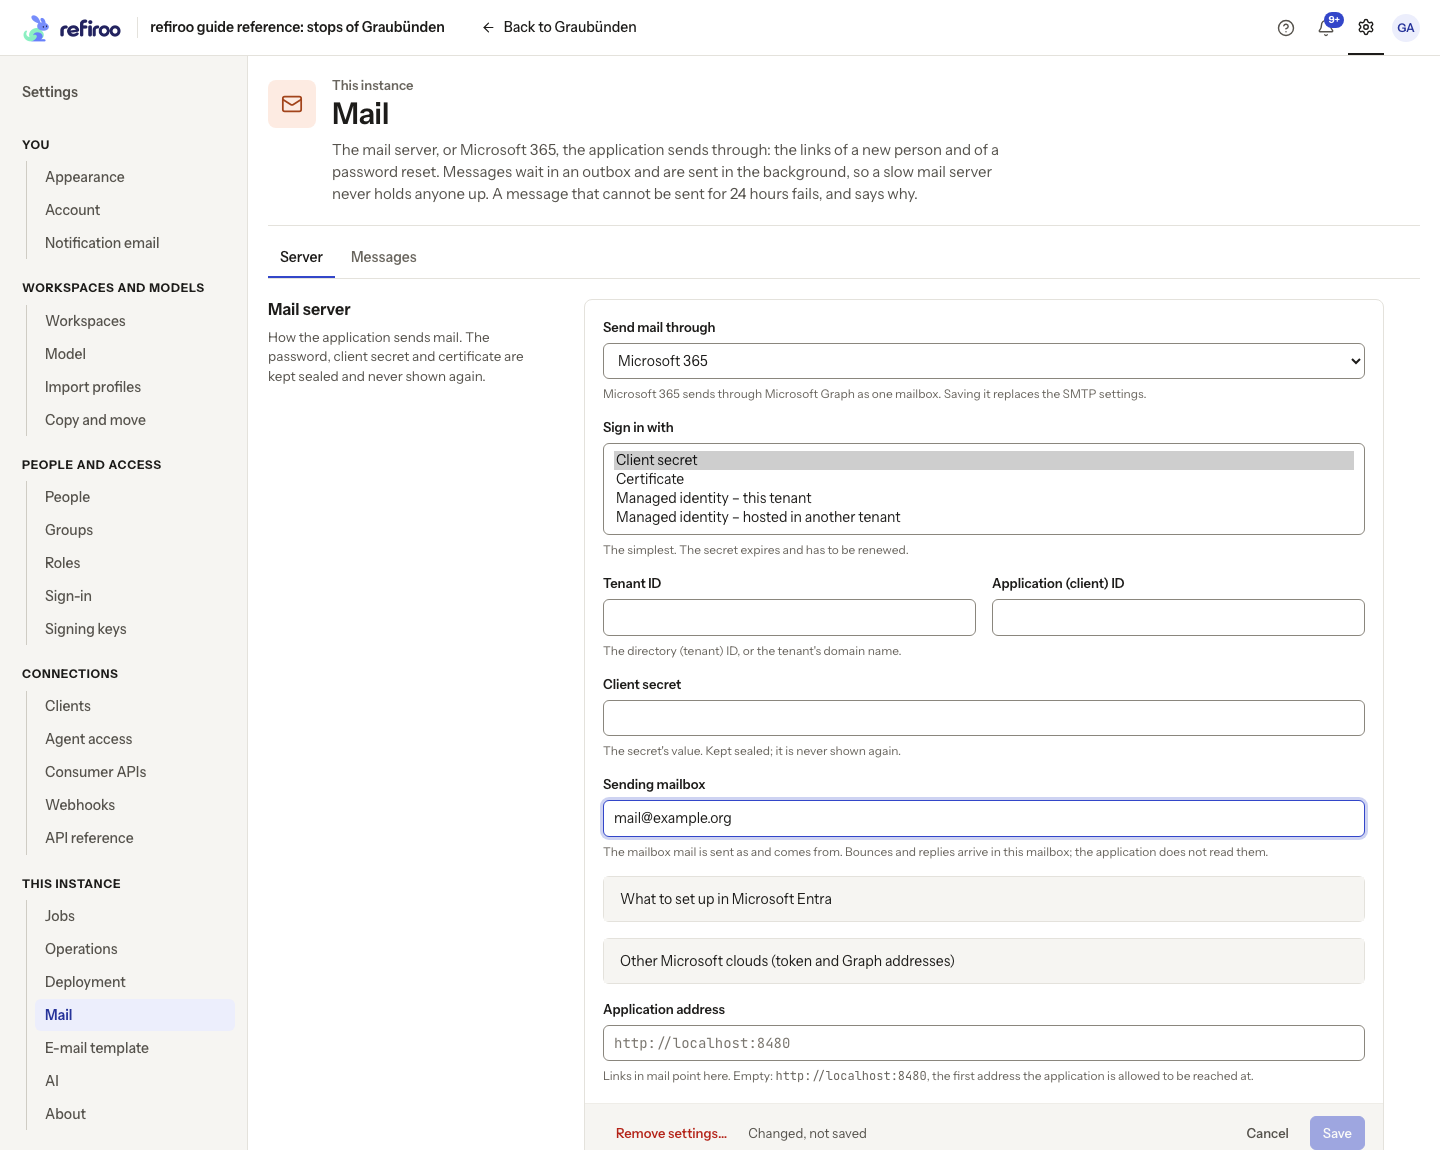 refiroo
refiroo guide reference: stops of Graubünden
← Back to Graubünden
9+
GA
Settings
YOU
Appearance
Account
Notification email
WORKSPACES AND MODELS
Workspaces
Model
Import profiles
Copy and move
PEOPLE AND ACCESS
People
Groups
Roles
Sign-in
Signing keys
CONNECTIONS
Clients
Agent access
Consumer APIs
Webhooks
API reference
THIS INSTANCE
Jobs
Operations
Deployment
Mail
E-mail template
AI
About
This instance
Mail
The mail server, or Microsoft 365, the application sends through: the links of a new person and of a
password reset. Messages wait in an outbox and are sent in the background, so a slow mail server
never holds anyone up. A message that cannot be sent for 24 hours fails, and says why.
Server
Messages
Mail server
How the application sends mail. The
password, client secret and certificate are
kept sealed and never shown again.
Send mail through
Microsoft 365
Microsoft 365 sends through Microsoft Graph as one mailbox. Saving it replaces the SMTP settings.
Sign in with
Client secret
Certificate
Managed identity – this tenant
Managed identity – hosted in another tenant
The simplest. The secret expires and has to be renewed.
Tenant ID
Application (client) ID
The directory (tenant) ID, or the tenant's domain name.
Client secret
The secret's value. Kept sealed; it is never shown again.
Sending mailbox
mail@example.org
The mailbox mail is sent as and comes from. Bounces and replies arrive in this mailbox; the application does not read them.
What to set up in Microsoft Entra
Other Microsoft clouds (token and Graph addresses)
Application address
http://localhost:8480
Links in mail point here. Empty: http://localhost:8480, the first address the application is allowed to be reached at.
Remove settings...
Changed, not saved
Cancel
Save